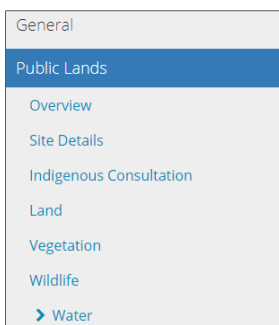 General
Public Lands
Overview
Site Details
Indigenous Consultation
Land
Vegetation
Wildlife
Water